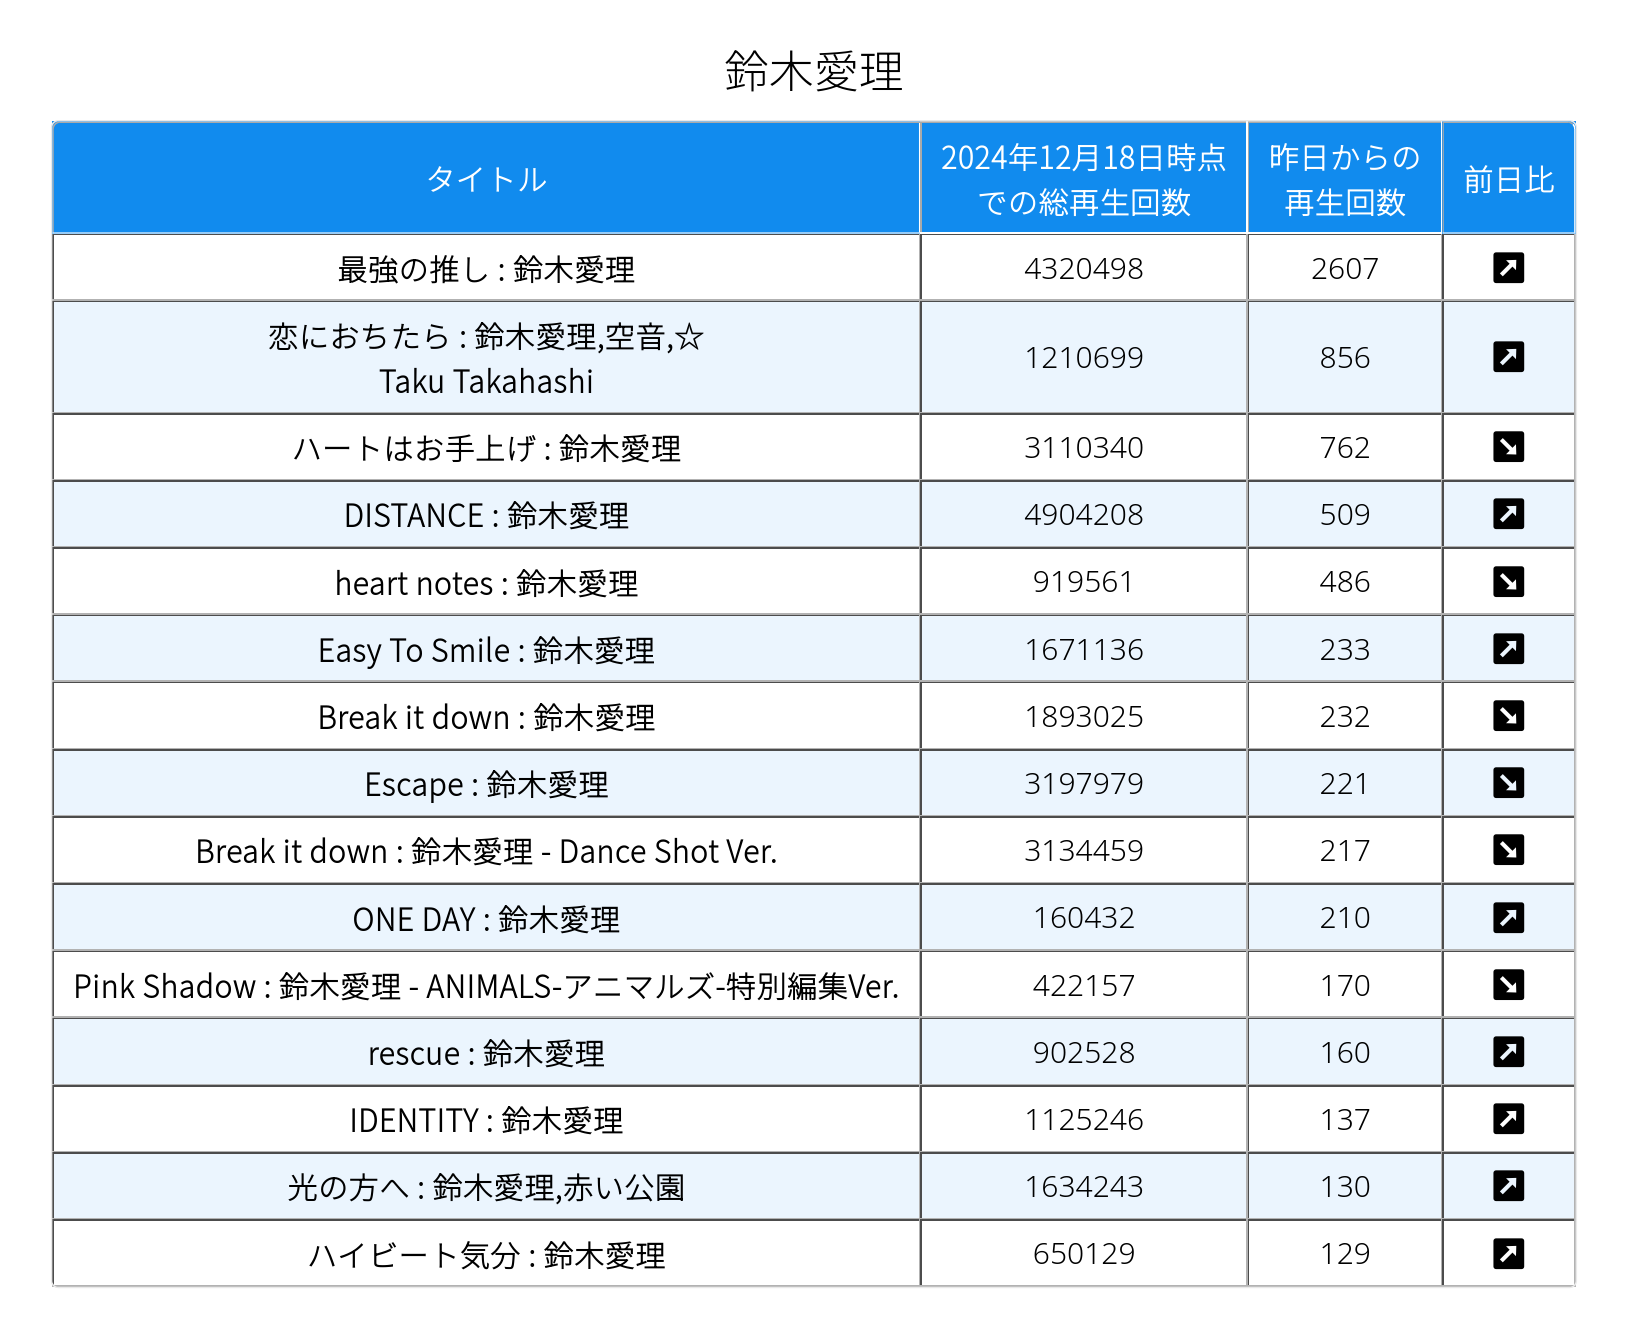 鈴木愛理
タイトル
2024年12月18日時点
での総再生回数
昨日からの
再生回数
前日比
最強の推し : 鈴木愛理 4320498 2607 ↗
恋におちたら : 鈴木愛理,空音,☆
Taku Takahashi 1210699 856 ↗
ハートはお手上げ : 鈴木愛理 3110340 762 ↘
DISTANCE : 鈴木愛理 4904208 509 ↗
heart notes : 鈴木愛理 919561 486 ↘
Easy To Smile : 鈴木愛理 1671136 233 ↗
Break it down : 鈴木愛理 1893025 232 ↘
Escape : 鈴木愛理 3197979 221 ↘
Break it down : 鈴木愛理 - Dance Shot Ver. 3134459 217 ↘
ONE DAY : 鈴木愛理 160432 210 ↗
Pink Shadow : 鈴木愛理 - ANIMALS-アニマルズ-特別編集Ver. 422157 170 ↘
rescue : 鈴木愛理 902528 160 ↗
IDENTITY : 鈴木愛理 1125246 137 ↗
光の方へ : 鈴木愛理,赤い公園 1634243 130 ↗
ハイビート気分 : 鈴木愛理 650129 129 ↗